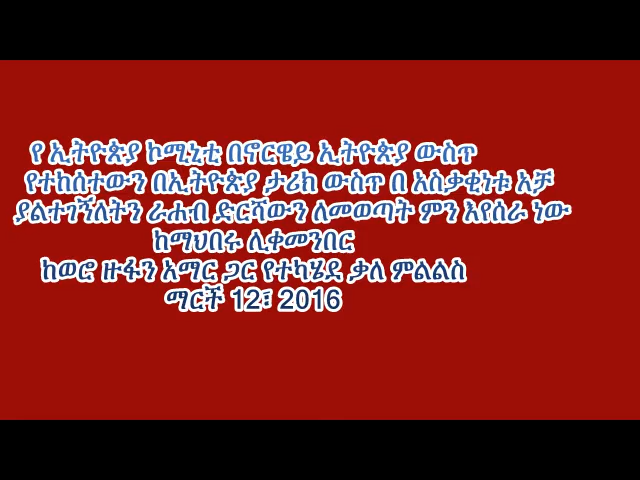 የ ኢትዮጵያ ኮሚኒቲ በኖርዌይ ኢትዮጵያ ውስጥ
የተከሰተውን በኢትዮጵያ ታሪክ ውስጥ በ አስቃቂነቱ አቻ
ያልተገኝለትን ራሐብ ድርሻውን ለመወጣት ምን እየሰራ ነው
ከማህበሩ ሊቀመንበር
ከወሮ ዙፋን አማር ጋር የተካሄደ ቃለ ምልልስ
ማርች 12፣ 2016